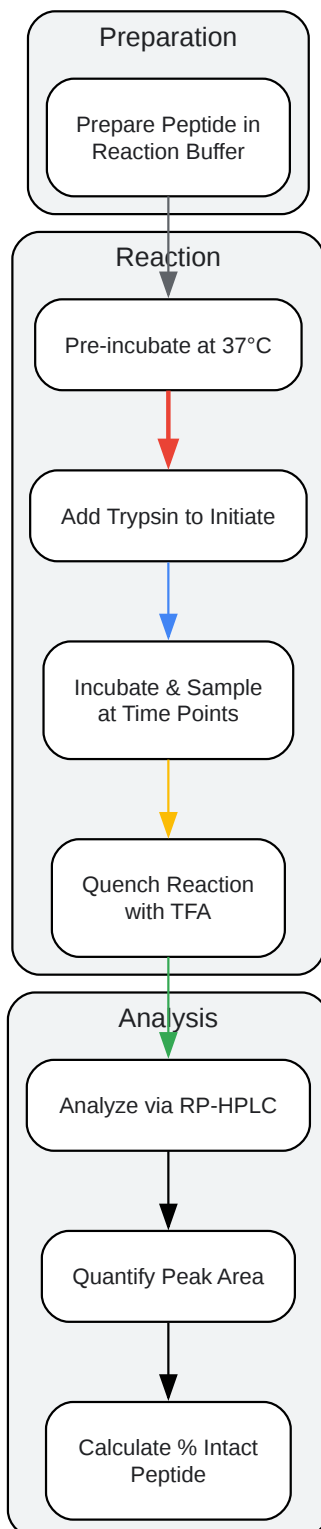 Preparation
Prepare Peptide in
Reaction Buffer
Reaction
Pre-incubate at 37°C
Add Trypsin to Initiate
Incubate & Sample
at Time Points
Quench Reaction
with TFA
Analysis
Analyze via RP-HPLC
Quantify Peak Area
Calculate % Intact
Peptide